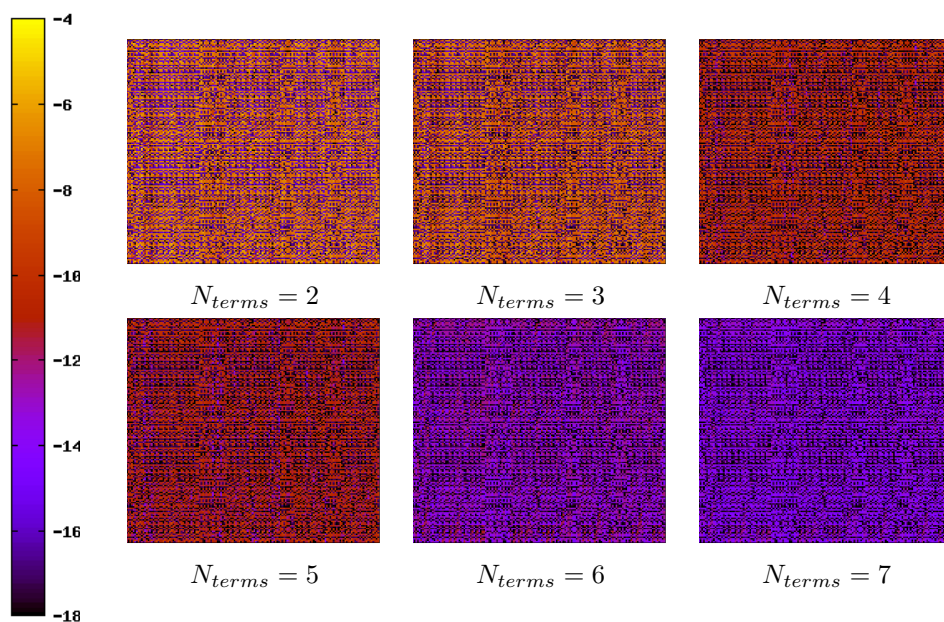 -4
-6
-8
-10
-12
-14
-16
-18
N_{terms} = 2
N_{terms} = 3
N_{terms} = 4
N_{terms} = 5
N_{terms} = 6
N_{terms} = 7